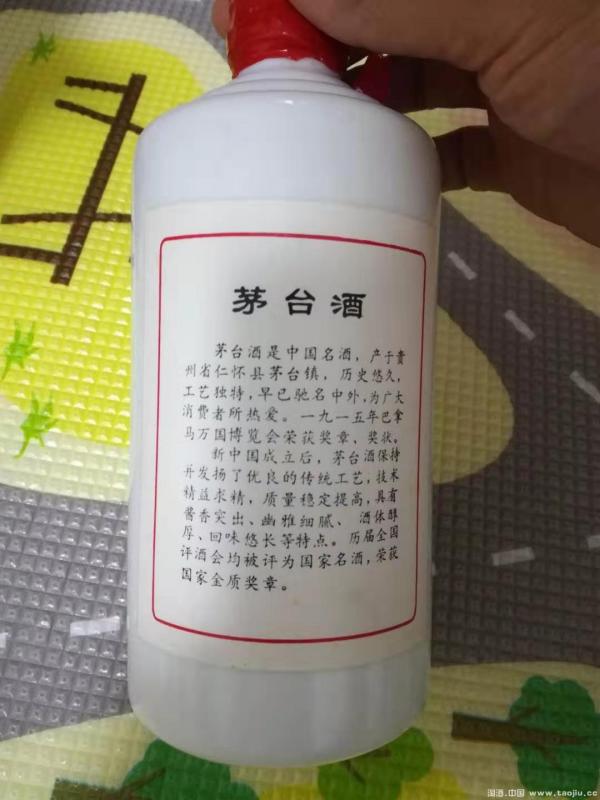 茅台酒
茅台酒是中国名酒，产于贵
州省仁怀县茅台镇，历史悠久，
工艺独特，早已驰名中外，为广大
消费者所热爱。一九一五年巴拿
马万国博览会荣获奖章、奖状。
新中国成立后，茅台酒保持
并发扬了优良的传统工艺，技术
精益求精，质量稳定提高，具有
酱香突出、幽雅细腻、酒体醇
厚、回味悠长等特点。历届全国
评酒会均被评为国家名酒，荣获
国家金质奖章。
淘酒.中国 www.taojiu.cc